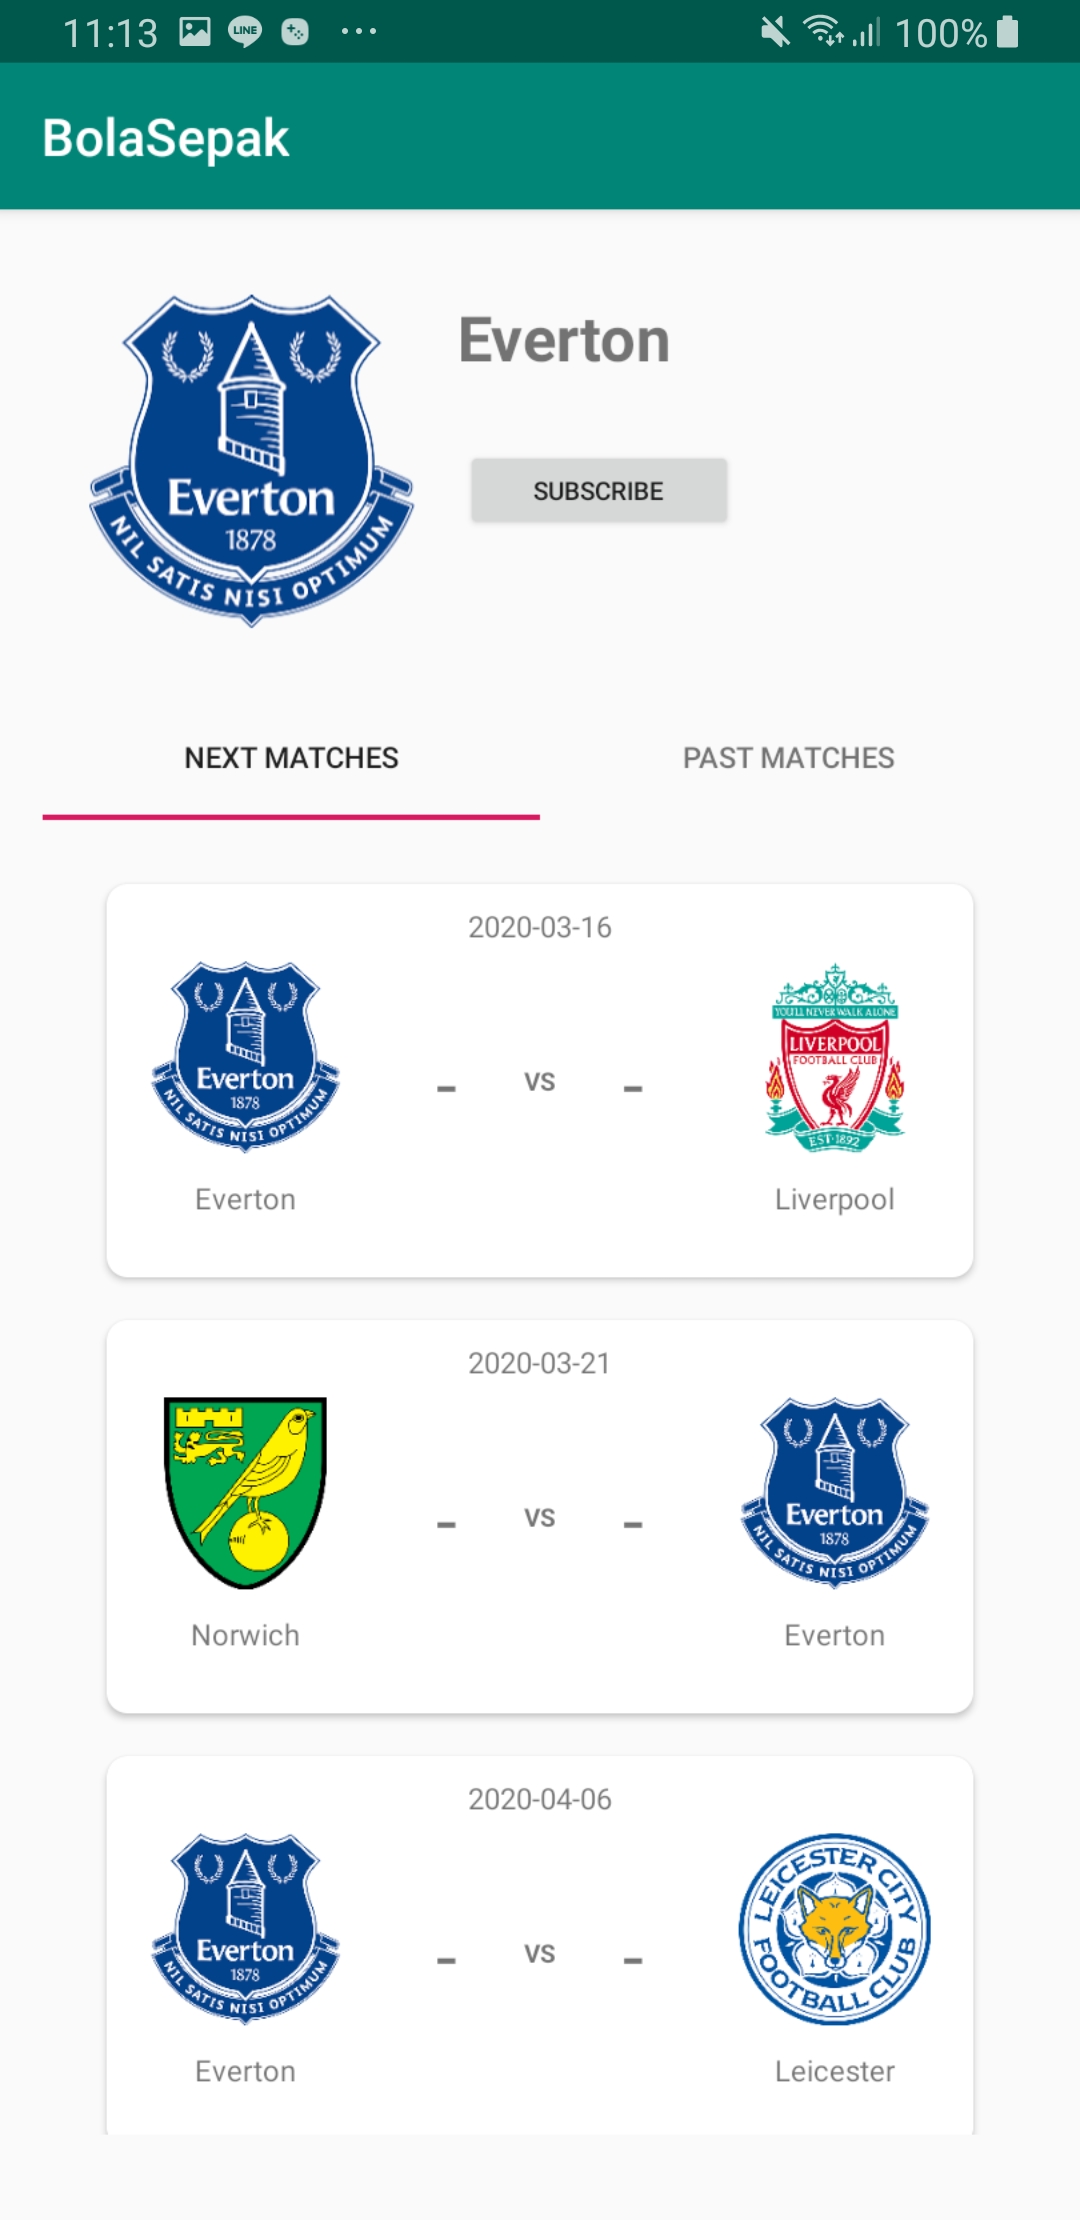 11:13 LINE ... 100%
BolaSepak
Everton
1878
NIL SATIS NISI OPTIMUM
Everton
SUBSCRIBE
NEXT MATCHES PAST MATCHES
2020-03-16
Everton
1878
NIL SATIS NISI OPTIMUM
- VS -
YOU'LL NEVER WALK ALONE
LIVERPOOL
FOOTBALL CLUB
EST·1892
Everton Liverpool
2020-03-21
- VS -
Everton
1878
NIL SATIS NISI OPTIMUM
Norwich Everton
2020-04-06
Everton
1878
NIL SATIS NISI OPTIMUM
- VS -
LEICESTER CITY
FOOTBALL CLUB
Everton Leicester